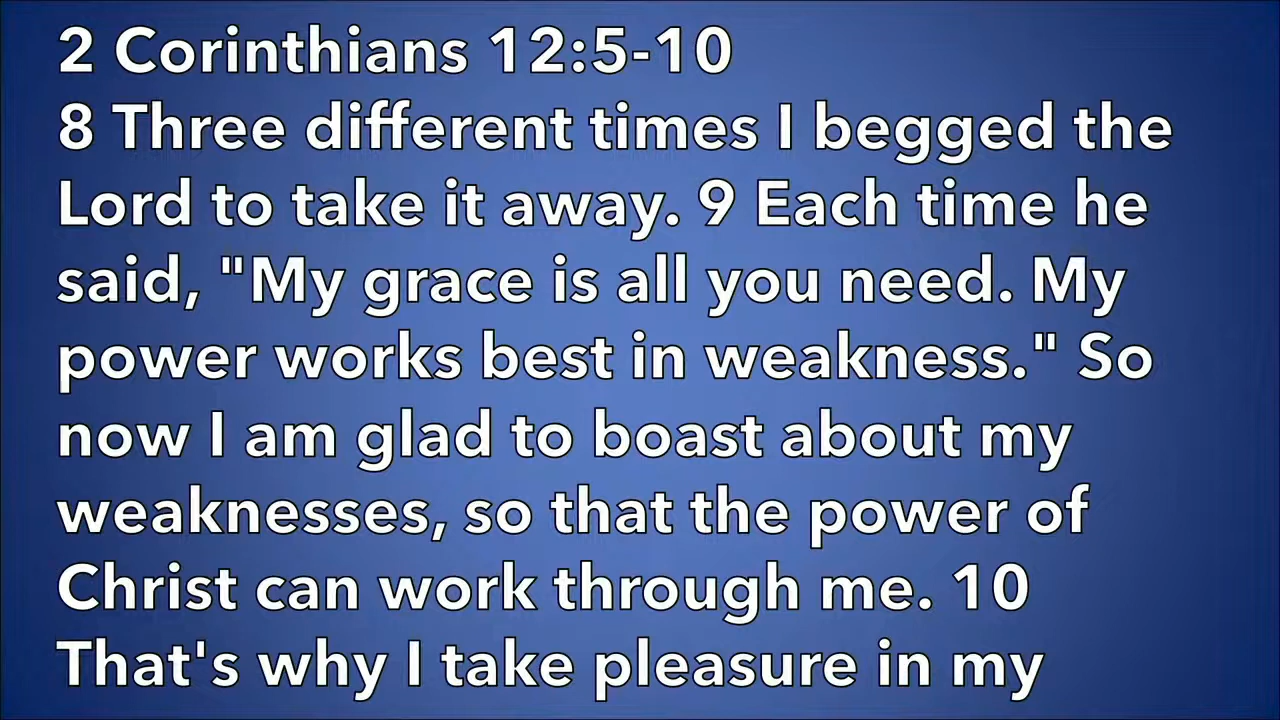 2 Corinthians 12:5-10
8 Three different times I begged the
Lord to take it away. 9 Each time he
said, "My grace is all you need. My
power works best in weakness." So
now I am glad to boast about my
weaknesses, so that the power of
Christ can work through me. 10
That's why I take pleasure in my